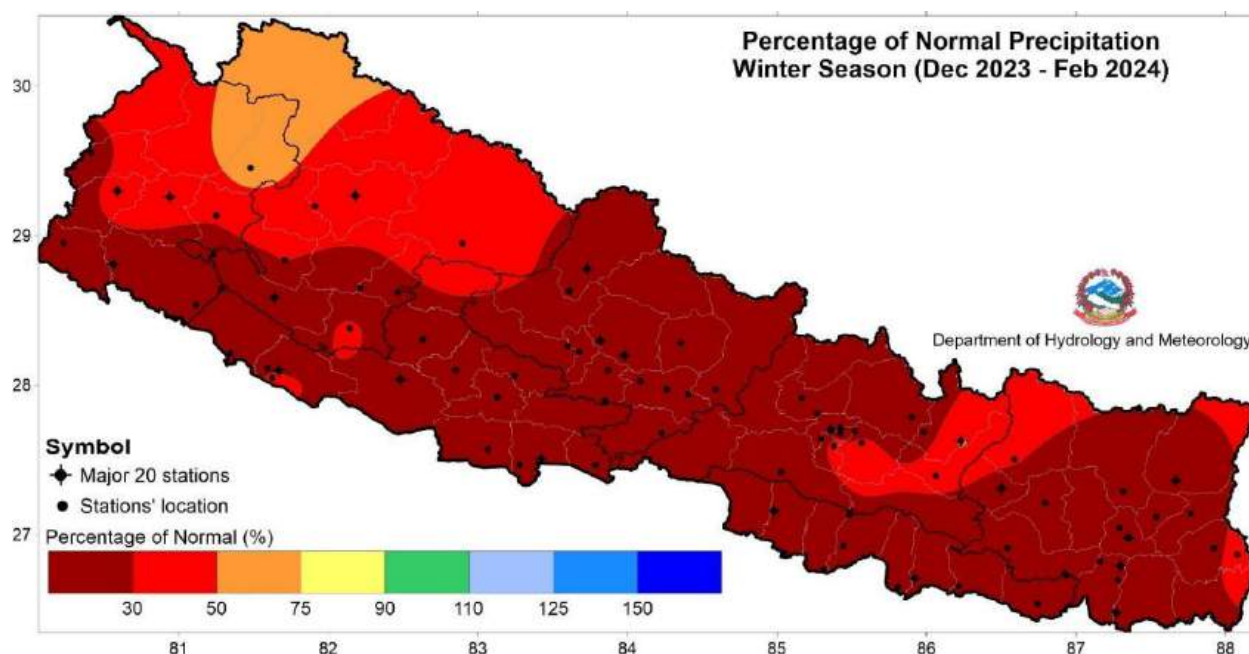 Percentage of Normal Precipitation
Winter Season (Dec 2023 - Feb 2024)
30
29
28
27
Department of Hydrology and Meteorology
Symbol
Major 20 stations
Stations' location
Percentage of Normal (%)
30 50 75 90 110 125 150
81 82 83 84 85 86 87 88